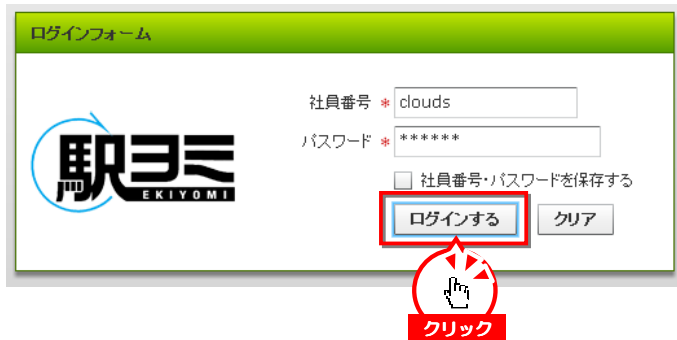 ログインフォーム
社員番号 * clouds
パスワード * ******
駅ヨミ
EKIYOMI
社員番号・パスワードを保存する
ログインする クリア
クリック